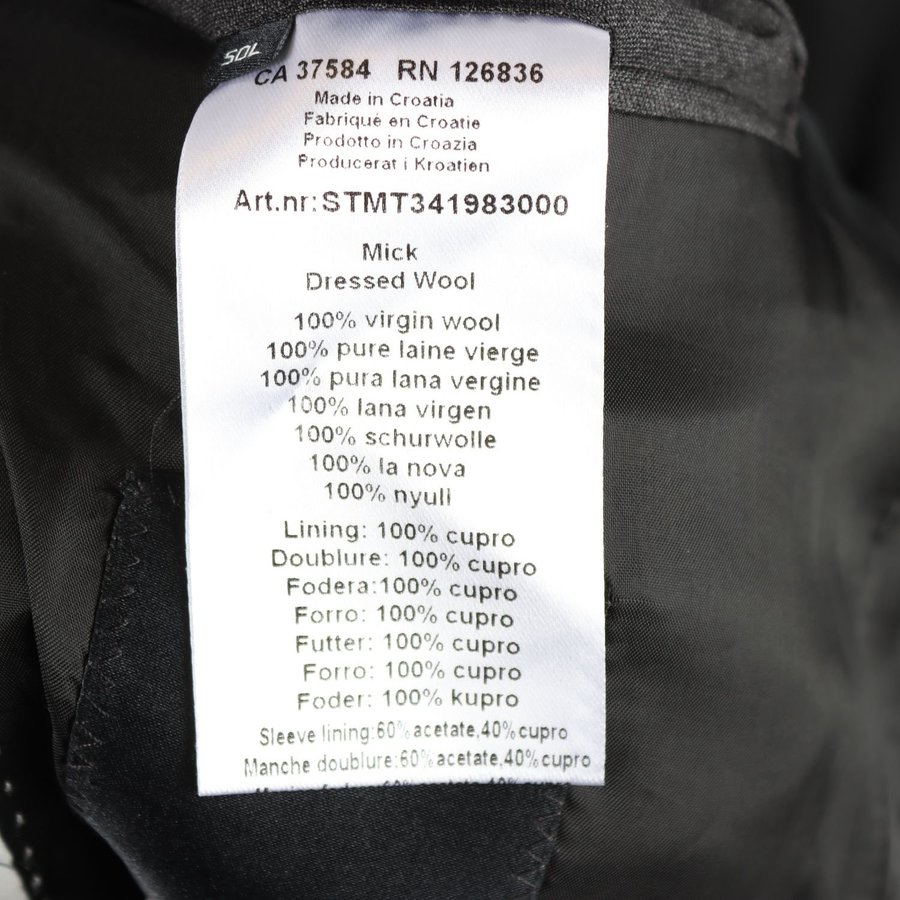 SOL
CA 37584 RN 126836
Made in Croatia
Fabriqué en Croatie
Prodotto in Croazia
Producerat i Kroatien
Art.nr:STMT341983000
Mick
Dressed Wool
100% virgin wool
100% pure laine vierge
100% pura lana vergine
100% lana virgen
100% schurwolle
100% la nova
100% nyull
Lining: 100% cupro
Doublure: 100% cupro
Fodera:100% cupro
Forro: 100% cupro
Futter: 100% cupro
Forro: 100% cupro
Foder: 100% kupro
Sleeve lining:60% acetate,40% cupro
Manche doublure:60% acetate,40% cupro